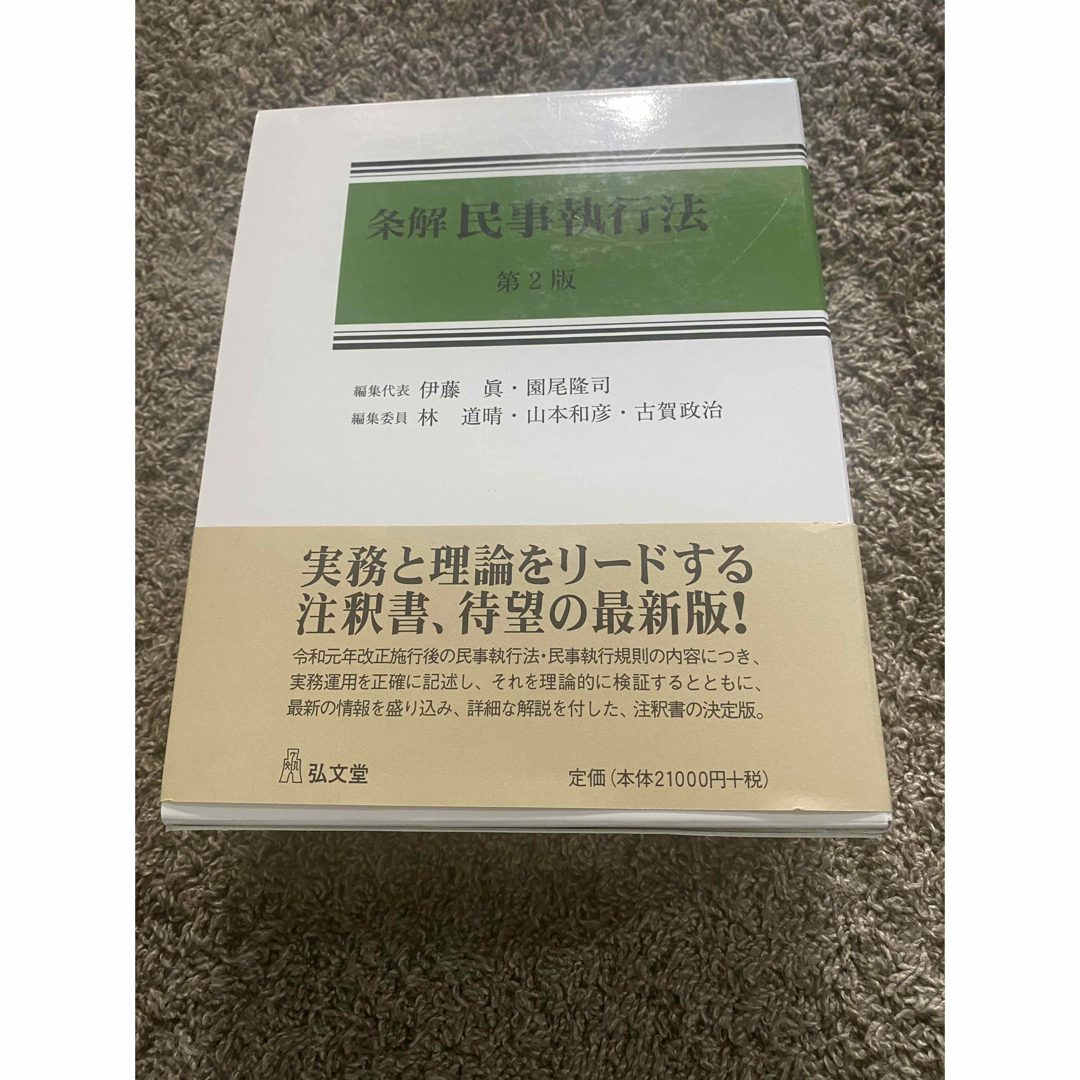 条解 民事執行法
第2版
編集代表 伊藤 眞・園尾隆司
編集委員 林 道晴・山本和彦・古賀政治
実務と理論をリードする
注釈書、待望の最新版!
令和元年改正施行後の民事執行法・民事執行規則の内容につき、
実務運用を正確に記述し、それを理論的に検証するとともに、
最新の情報を盛り込み、詳細な解説を付した、注釈書の決定版。
弘文堂
定価(本体21000円+税)